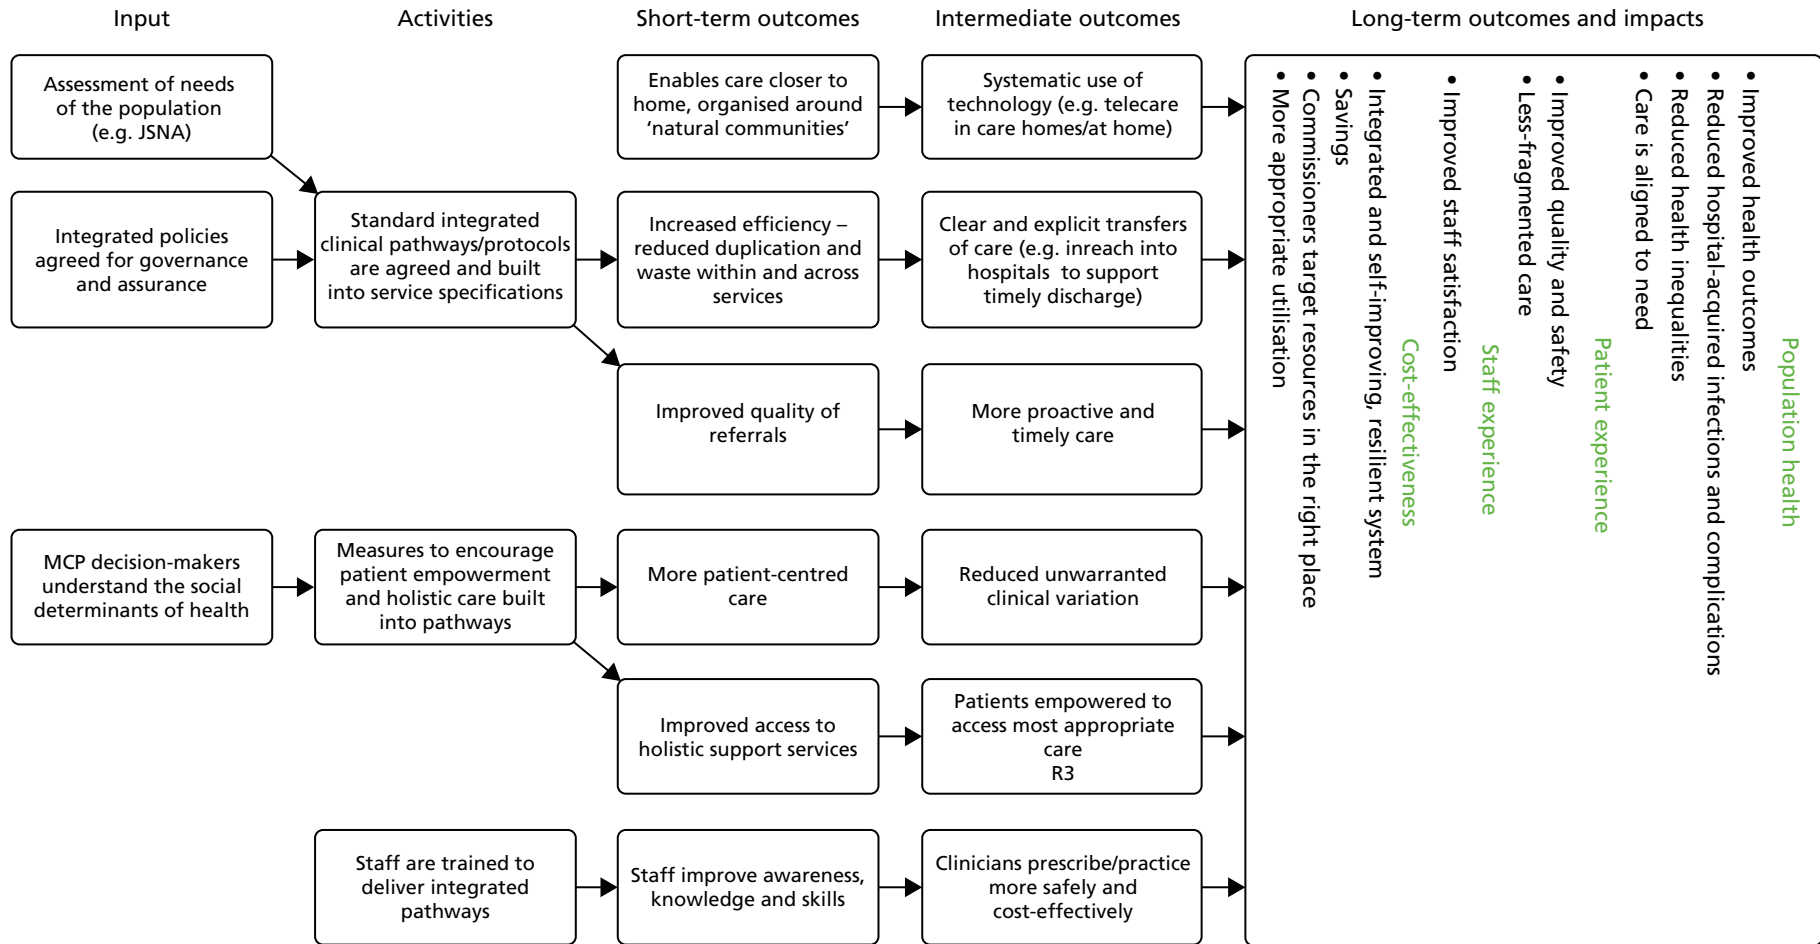 Input
Activities
Short-term outcomes
Intermediate outcomes
Long-term outcomes and impacts
Assessment of needs
of the population
(e.g. JSNA)
Integrated policies
agreed for governance
and assurance
MCP decision-makers
understand the social
determinants of health
Standard integrated
clinical pathways/protocols
are agreed and built
into service specifications
Measures to encourage
patient empowerment
and holistic care built
into pathways
Staff are trained to
deliver integrated
pathways
Enables care closer to
home, organised around
‘natural communities’
Increased efficiency –
reduced duplication and
waste within and across
services
Improved quality of
referrals
More patient-centred
care
Improved access to
holistic support services
Staff improve awareness,
knowledge and skills
Systematic use of
technology (e.g. telecare
in care homes/at home)
Clear and explicit transfers
of care (e.g. inreach into
hospitals to support
timely discharge)
More proactive and
timely care
Reduced unwarranted
clinical variation
Patients empowered to
access most appropriate
care
R3
Clinicians prescribe/practice
more safely and
cost-effectively
Population health
• Improved health outcomes
• Reduced hospital-acquired infections and complications
• Reduced health inequalities
• Care is aligned to need
Patient experience
• Improved quality and safety
• Less-fragmented care
Staff experience
• Improved staff satisfaction
Cost-effectiveness
• Integrated and self-improving, resilient system
• Savings
• Commissioners target resources in the right place
• More appropriate utilisation